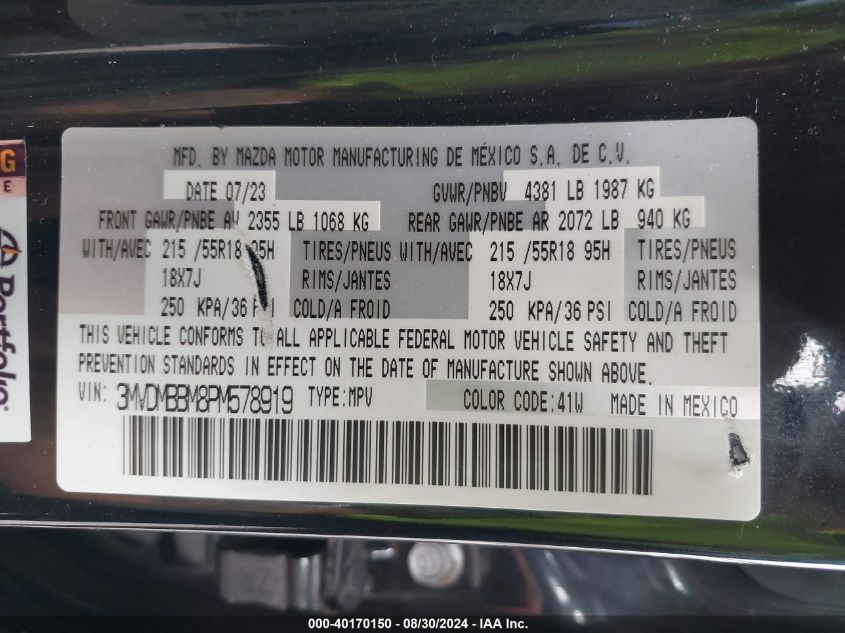 MFD. BY MAZDA MOTOR MANUFACTURING DE MÉXICO S.A. DE C.V.
DATE 07/23 GVWR/PNBV 4381 LB 1987 KG
FRONT GAWR/PNBE AV 2355 LB 1068 KG REAR GAWR/PNBE AR 2072 LB 940 KG
WITH/AVEC 215 /55R18 95H TIRES/PNEUS WITH/AVEC 215 /55R18 95H TIRES/PNEUS
18X7J RIMS/JANTES 18X7J RIMS/JANTES
250 KPA/36 PSI COLD/A FROID 250 KPA/36 PSI COLD/A FROID
THIS VEHICLE CONFORMS TO ALL APPLICABLE FEDERAL MOTOR VEHICLE SAFETY AND THEFT
PREVENTION STANDARDS IN EFFECT ON THE DATE OF MANUFACTURE SHOWN ABOVE.
VIN: 3MVDMBBM8PM578919 TYPE:MPV COLOR CODE:41W MADE IN MEXICO
G
E
Portfolio
000-40170150 - 08/30/2024 - IAA Inc.